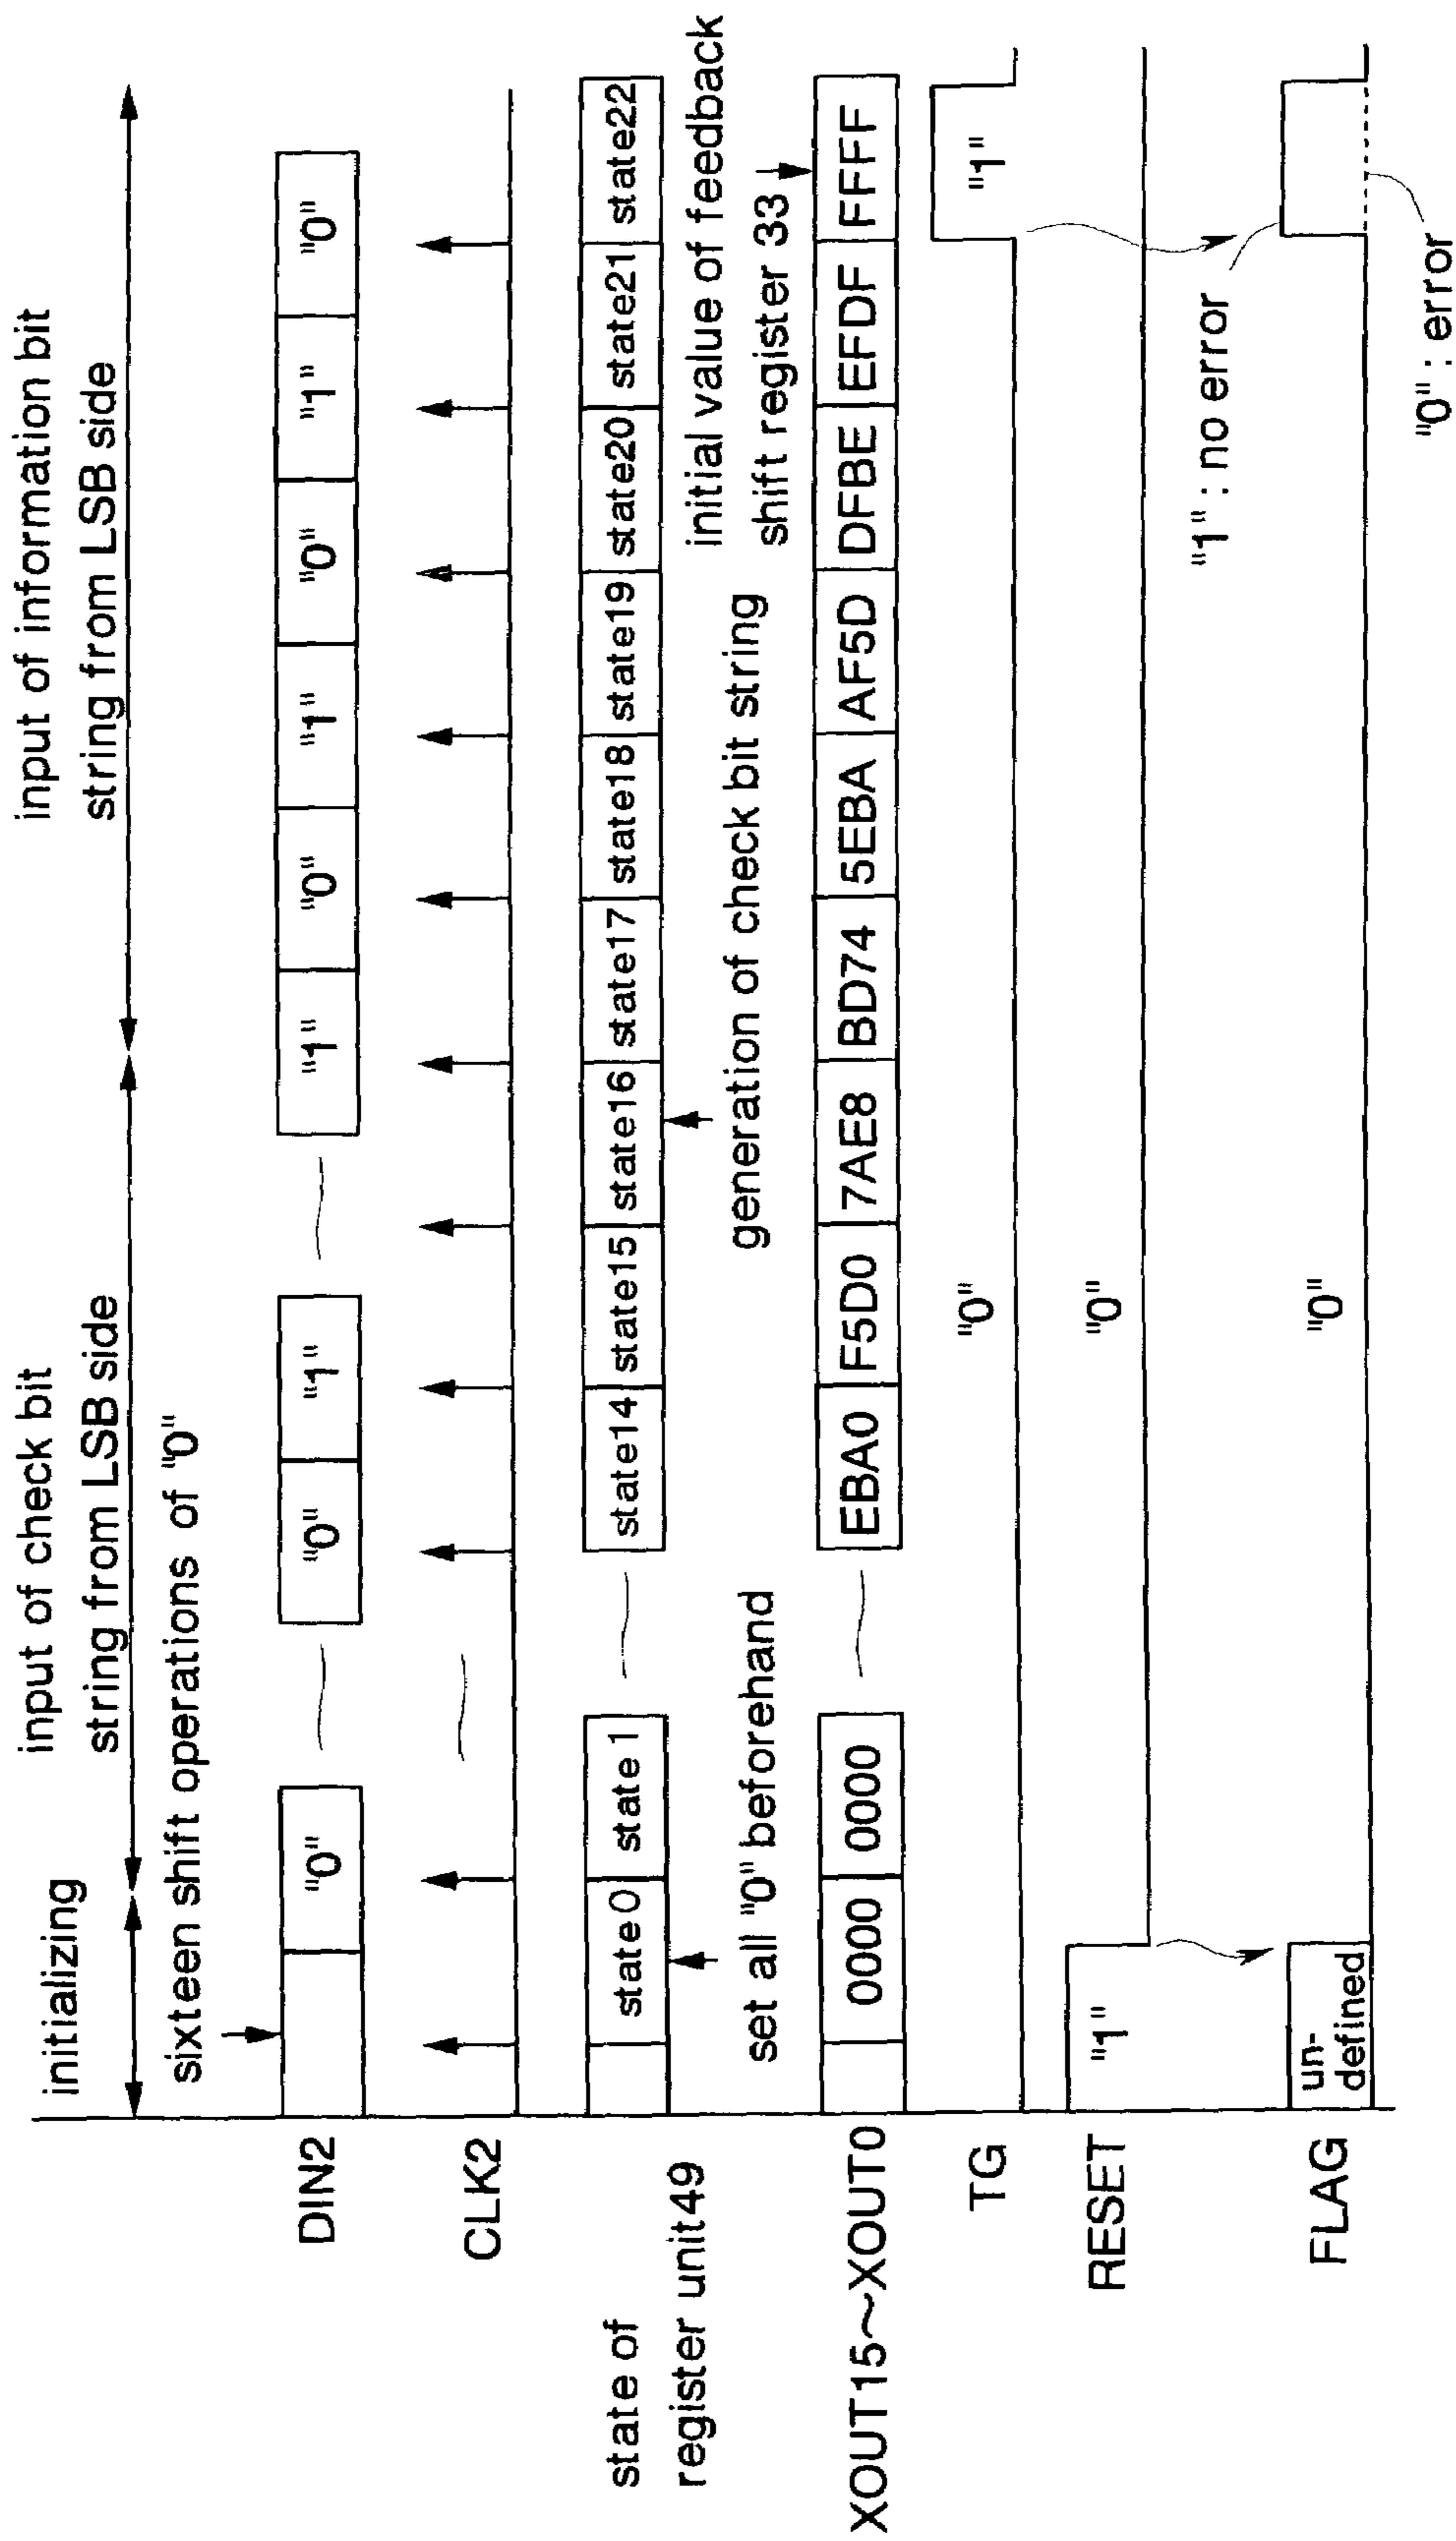 initializing
input of check bit
string from LSB side
input of information bit
string from LSB side
sixteen shift operations of "0"
DIN2
"0"
"0"
"1"
"1"
"0"
"1"
"0"
"1"
"0"
CLK2
state of
register unit49
state0
state1
state14
state15
state16
state17
state18
state19
state20
state21
state22
set all "0" beforehand
generation of check bit string
initial value of feedback
shift register 33
XOUT15~XOUT0
0000
0000
EBA0
F5D0
7AE8
BD74
5EBA
AF5D
DFBE
EFDF
FFFF
TG
"0"
"1"
RESET
"1"
"0"
"1" : no error
FLAG
un-
defined
"0"
"0" : error